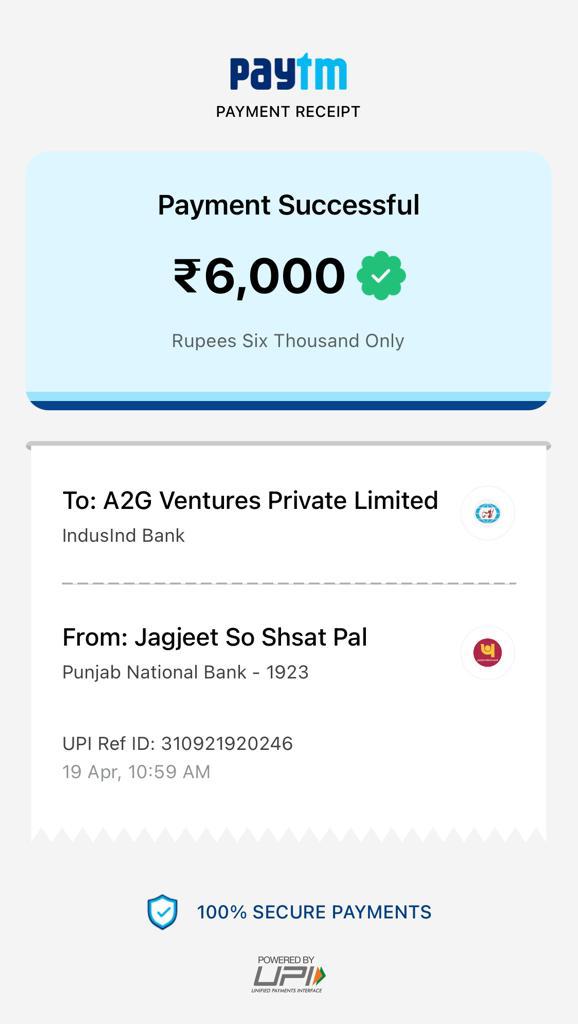 paytm
PAYMENT RECEIPT
Payment Successful
₹6,000
Rupees Six Thousand Only
To: A2G Ventures Private Limited
IndusInd Bank
From: Jagjeet So Shsat Pal
Punjab National Bank - 1923
UPI Ref ID: 310921920246
19 Apr, 10:59 AM
100% SECURE PAYMENTS
POWERED BY
UPI
UNIFIED PAYMENTS INTERFACE